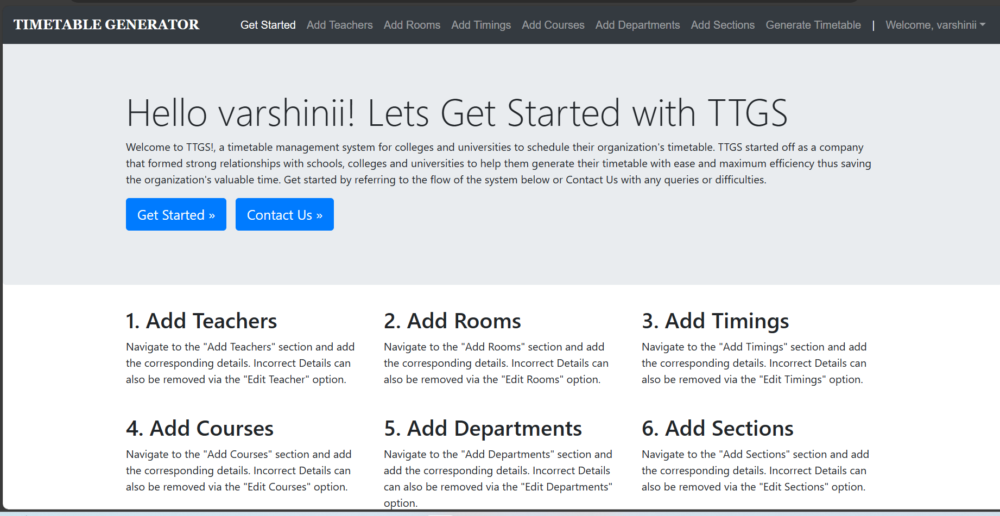 TIMETABLE GENERATOR Get Started Add Teachers Add Rooms Add Timings Add Courses Add Departments Add Sections Generate Timetable | Welcome, varshinii
Hello varshinii! Lets Get Started with TTGS
Welcome to TTGS!, a timetable management system for colleges and universities to schedule their organization's timetable. TTGS started off as a company
that formed strong relationships with schools, colleges and universities to help them generate their timetable with ease and maximum efficiency thus saving
the organization's valuable time. Get started by referring to the flow of the system below or Contact Us with any queries or difficulties.
Get Started » Contact Us »
1. Add Teachers
Navigate to the "Add Teachers" section and add
the corresponding details. Incorrect Details can
also be removed via the "Edit Teacher" option.
2. Add Rooms
Navigate to the "Add Rooms" section and add
the corresponding details. Incorrect Details can
also be removed via the "Edit Rooms" option.
3. Add Timings
Navigate to the "Add Timings" section and add
the corresponding details. Incorrect Details can
also be removed via the "Edit Timings" option.
4. Add Courses
Navigate to the "Add Courses" section and add
the corresponding details. Incorrect Details can
also be removed via the "Edit Courses" option.
5. Add Departments
Navigate to the "Add Departments" section and
add the corresponding details. Incorrect Details
can also be removed via the "Edit Departments"
option.
6. Add Sections
Navigate to the "Add Sections" section and add
the corresponding details. Incorrect Details can
also be removed via the "Edit Sections" option.